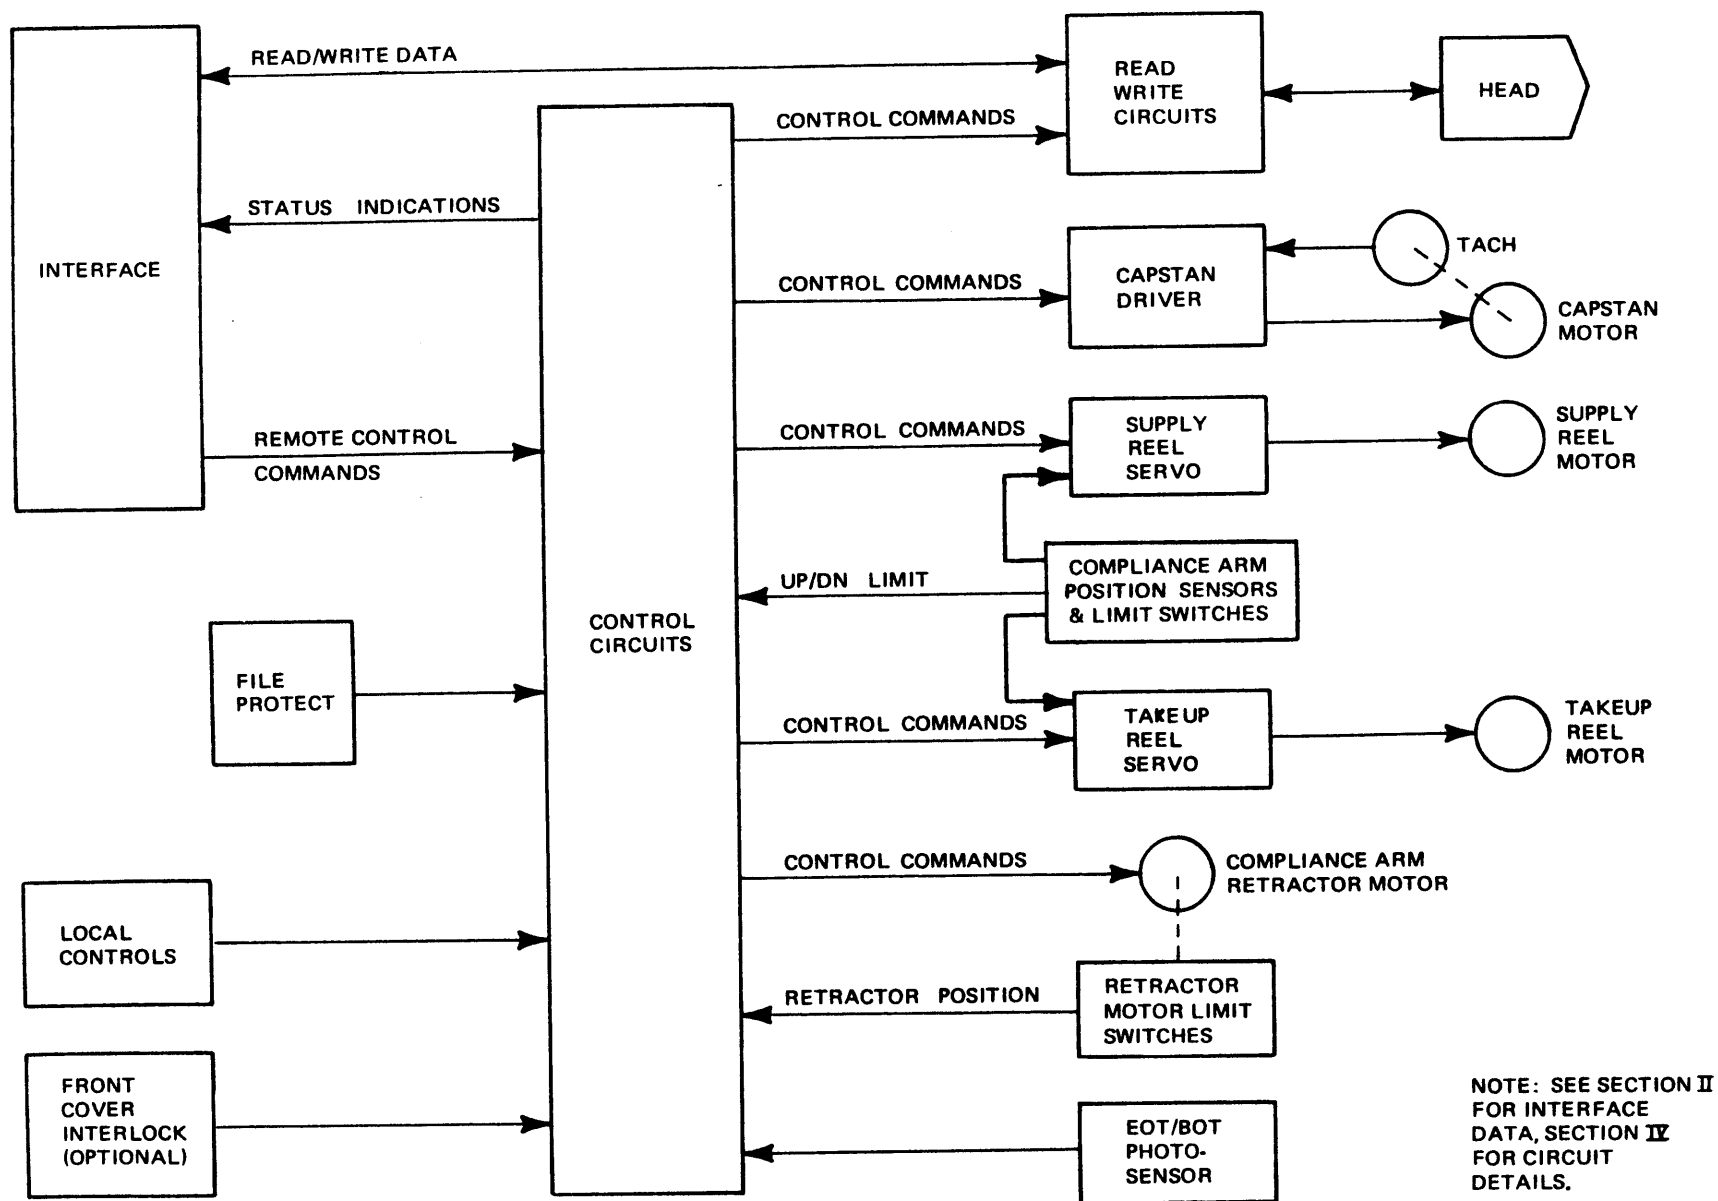 READ/WRITE DATA
READ
WRITE
CIRCUITS
HEAD
CONTROL COMMANDS
STATUS INDICATIONS
INTERFACE
TACH
CONTROL COMMANDS
CAPSTAN
DRIVER
CAPSTAN
MOTOR
REMOTE CONTROL
COMMANDS
CONTROL COMMANDS
SUPPLY
REEL
SERVO
SUPPLY
REEL
MOTOR
UP/DN LIMIT
COMPLIANCE ARM
POSITION SENSORS
& LIMIT SWITCHES
CONTROL
CIRCUITS
FILE
PROTECT
CONTROL COMMANDS
TAKEUP
REEL
SERVO
TAKEUP
REEL
MOTOR
CONTROL COMMANDS
COMPLIANCE ARM
RETRACTOR MOTOR
LOCAL
CONTROLS
RETRACTOR POSITION
RETRACTOR
MOTOR LIMIT
SWITCHES
FRONT
COVER
INTERLOCK
(OPTIONAL)
EOT/BOT
PHOTO-
SENSOR
NOTE: SEE SECTION II
FOR INTERFACE
DATA, SECTION IV
FOR CIRCUIT
DETAILS.